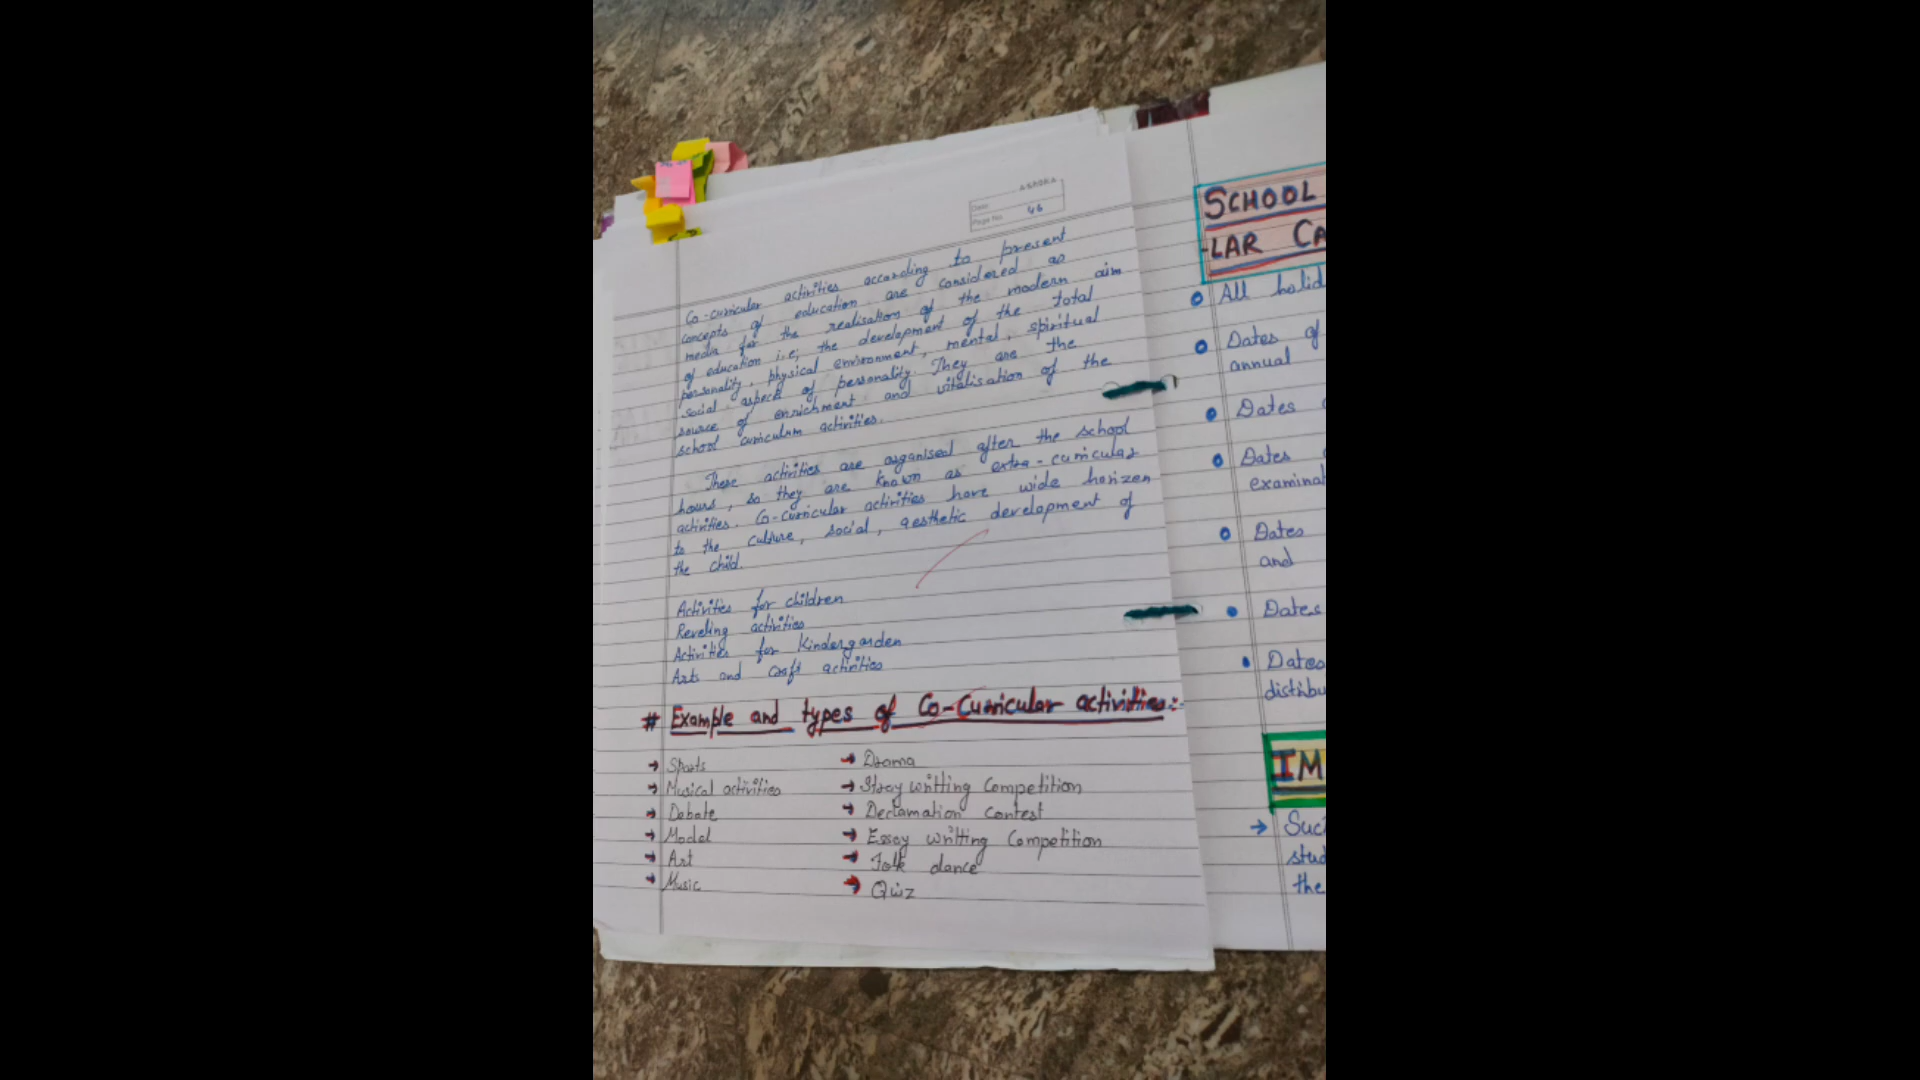 ASHOKA
Date:
Page No. 46
Co-curricular activities according to present
concepts of education are considered as
media for the realisation of the modern aim
of education i.e; the development of the total
personality, physical environment, mental, spiritual
social aspect of personality. They are the
source of enrichment and vitalisation of the
school curriculum activities.
These activities are organised after the school
hours, so they are known as extra-curricular
activities. Co-curricular activities have wide horizen
to the culture, social, aesthetic development of
the child.
Activities for children
Reveling activities
Activities for Kindergarden
Arts and craft activities
# Example and types of Co-Curricular activities:-
→ Sports
→ Musical activities
→ Debate
→ Model
→ Art
→ Music
→ Drama
→ Story writting Competition
→ Declamation contest
→ Essay writting Competition
→ Folk dance
→ Quiz
SCHOOL
-LAR CA
All holid
Dates of
annual
Dates
Dates
examinat
Dates
and
Dates
Dates
distribu
IM
→ Suc
stud
the